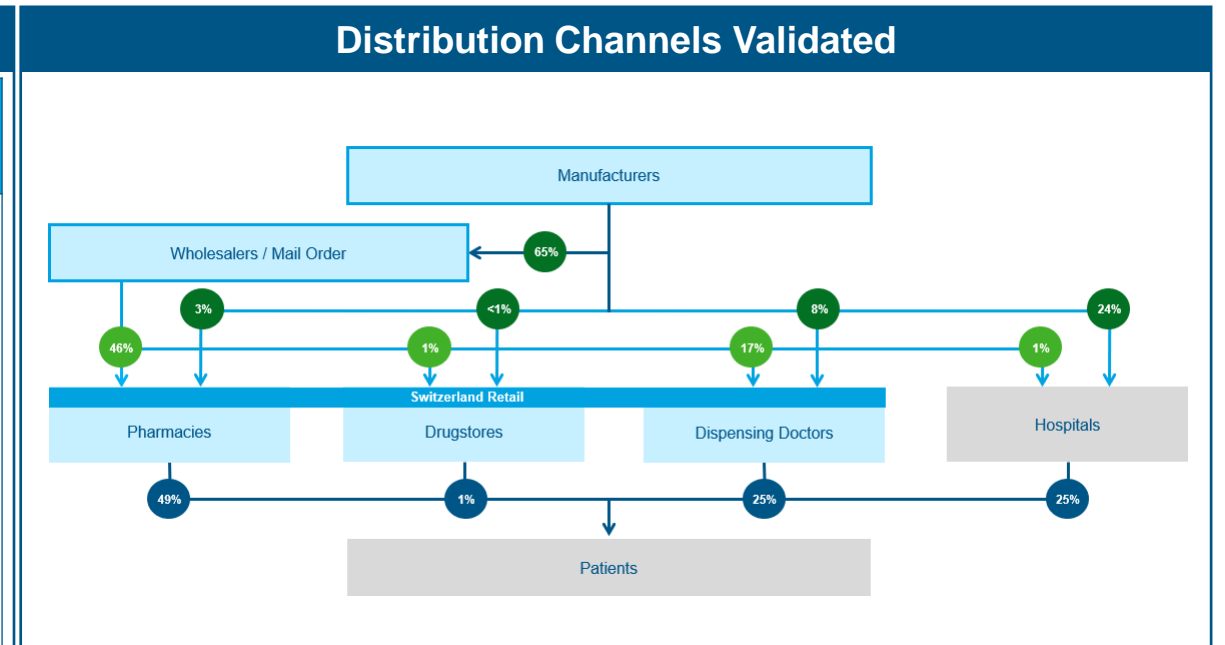 Distribution Channels Validated
Manufacturers
Wholesalers / Mail Order
65%
3%
<1%
8%
24%
46%
1%
17%
1%
Switzerland Retail
Pharmacies
Drugstores
Dispensing Doctors
Hospitals
49%
1%
25%
25%
Patients